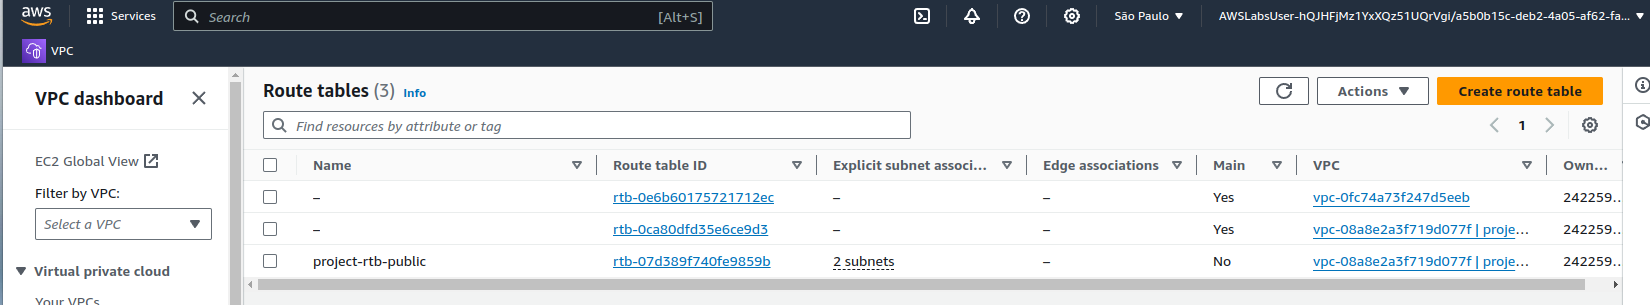 aws Services Search [Alt+S] São Paulo AWSLabsUser-hQJHFjMz1YxXQz51UQrVgi/a5b0b15c-deb2-4a05-af62-fa...
VPC
VPC dashboard
EC2 Global View
Filter by VPC:
Select a VPC
Virtual private cloud
Your VPCs
Route tables (3) Info
Actions
Create route table
Find resources by attribute or tag
1
Name Route table ID Explicit subnet associ... Edge associations Main VPC Own...
– rtb-0e6b60175721712ec – – Yes vpc-0fc74a73f247d5eeb 242259...
– rtb-0ca80dfd35e6ce9d3 – – Yes vpc-08a8e2a3f719d077f | proje... 242259...
project-rtb-public rtb-07d389f740fe9859b 2 subnets – No vpc-08a8e2a3f719d077f | proje... 242259...